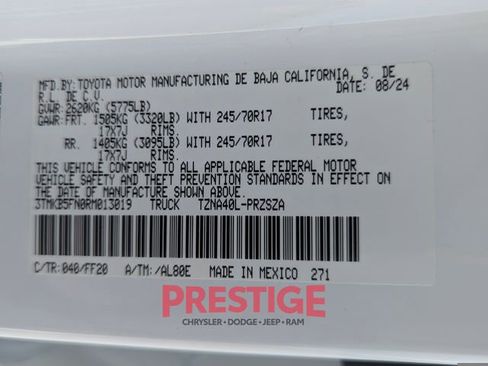 MFD.BY:TOYOTA MOTOR MANUFACTURING DE BAJA CALIFORNIA, S. DE
R.L. DE C.V. DATE: 08/24
GVWR 2620KG (5775LB)
GAWR:FRT. 1505KG (3320LB) WITH 245/70R17 TIRES,
17X7J RIMS.
RR. 1405KG (3095LB) WITH 245/70R17 TIRES,
17X7J RIMS.
THIS VEHICLE CONFORMS TO ALL APPLICABLE FEDERAL MOTOR
VEHICLE SAFETY AND THEFT PREVENTION STANDARDS IN EFFECT
ON THE DATE OF MANUFACTURE SHOWN ABOVE.
3TMKB5FN0RM013019 TRUCK TZNA40L-PRZSZA
C/TR:040/FF20 A/TM:/AL80E MADE IN MEXICO 271
PRESTIGE
CHRYSLER • DODGE • JEEP • RAM